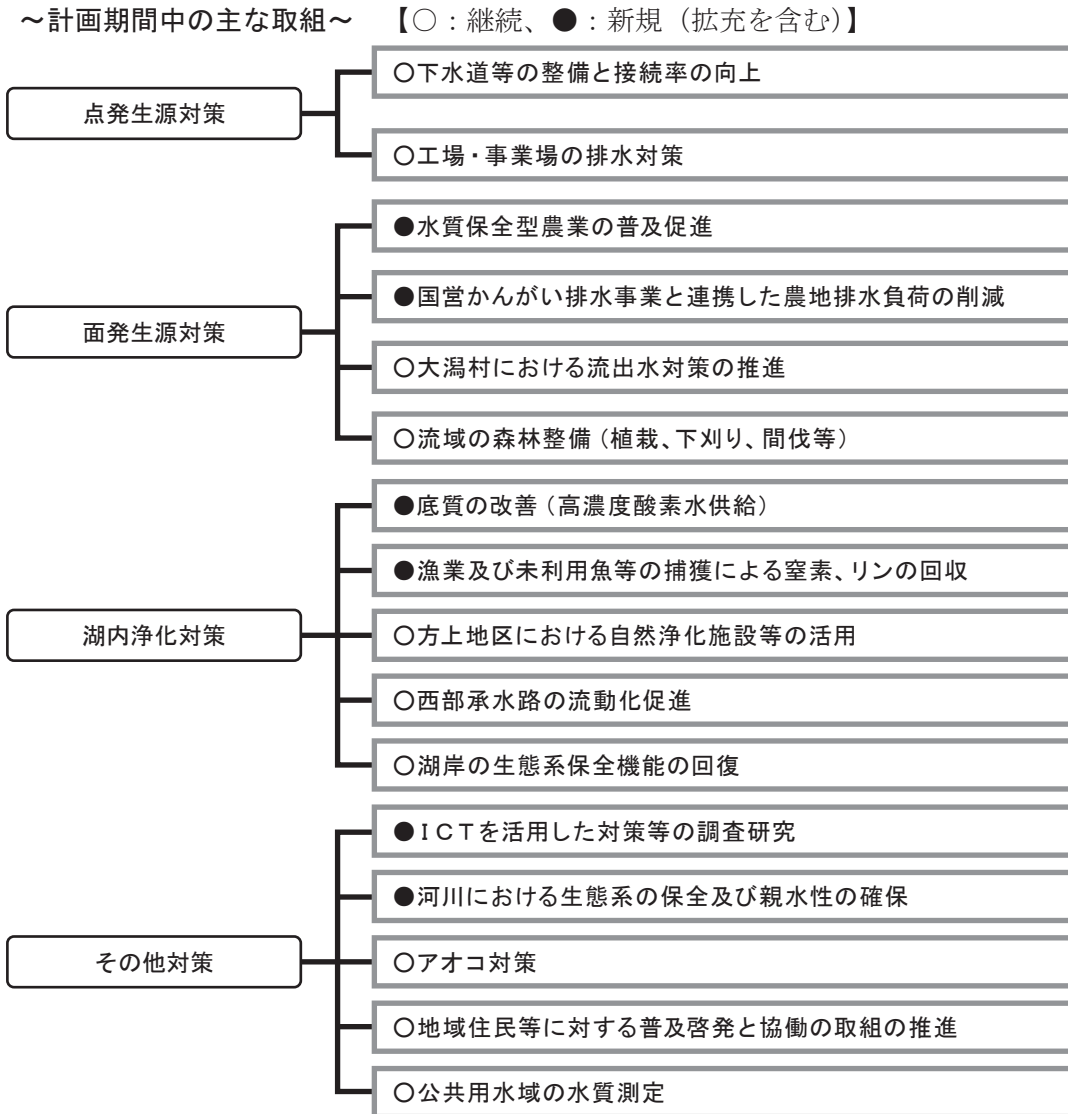 ~計画期間中の主な取組~　【○：継続、●：新規（拡充を含む）】
点発生源対策
○下水道等の整備と接続率の向上
○工場・事業場の排水対策
面発生源対策
●水質保全型農業の普及促進
●国営かんがい排水事業と連携した農地排水負荷の削減
○大潟村における流出水対策の推進
○流域の森林整備（植栽、下刈り、間伐等）
湖内浄化対策
●底質の改善（高濃度酸素水供給）
●漁業及び未利用魚等の捕獲による窒素、リンの回収
○方上地区における自然浄化施設等の活用
○西部承水路の流動化促進
○湖岸の生態系保全機能の回復
その他対策
●ＩＣＴを活用した対策等の調査研究
●河川における生態系の保全及び親水性の確保
○アオコ対策
○地域住民等に対する普及啓発と協働の取組の推進
○公共用水域の水質測定